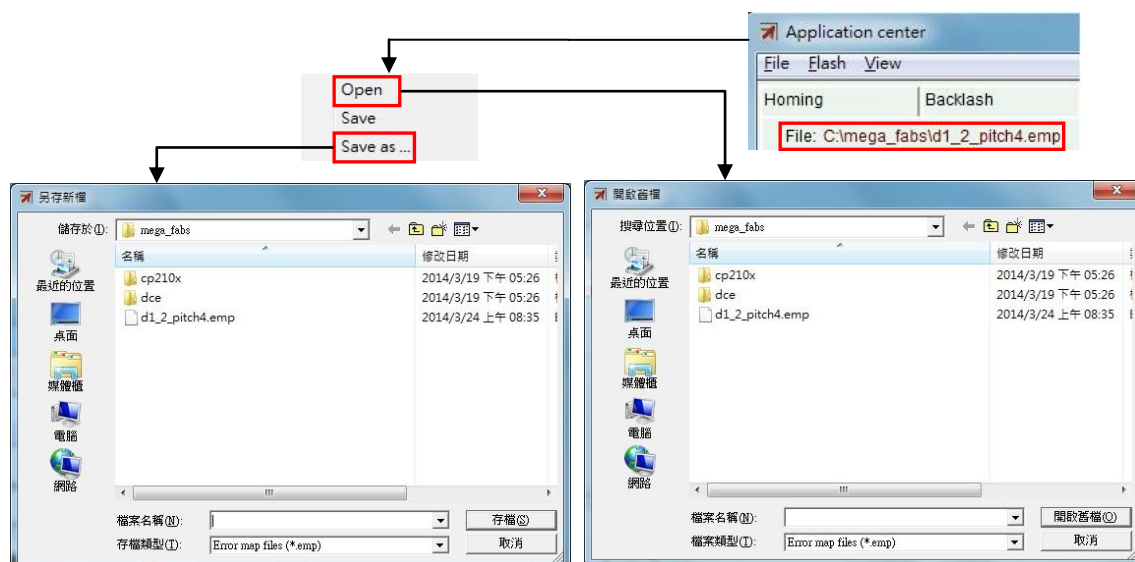 Application center
File Flash View
Homing Backlash
File: C:\mega_fabs\d1_2_pitch4.emp
Open
Save
Save as ...
另存新檔
儲存於(I): mega_fabs
名稱 修改日期
cp210x 2014/3/19 下午 05:26
dce 2014/3/19 下午 05:26
d1_2_pitch4.emp 2014/3/24 上午 08:35
最近的位置
桌面
媒體櫃
電腦
網路
檔案名稱(N): 存檔(S)
存檔類型(T): Error map files (*.emp) 取消
開啟舊檔
搜尋位置(I): mega_fabs
名稱 修改日期
cp210x 2014/3/19 下午 05:26
dce 2014/3/19 下午 05:26
d1_2_pitch4.emp 2014/3/24 上午 08:35
最近的位置
桌面
媒體櫃
電腦
網路
檔案名稱(N): 開啟舊檔(O)
檔案類型(T): Error map files (*.emp) 取消